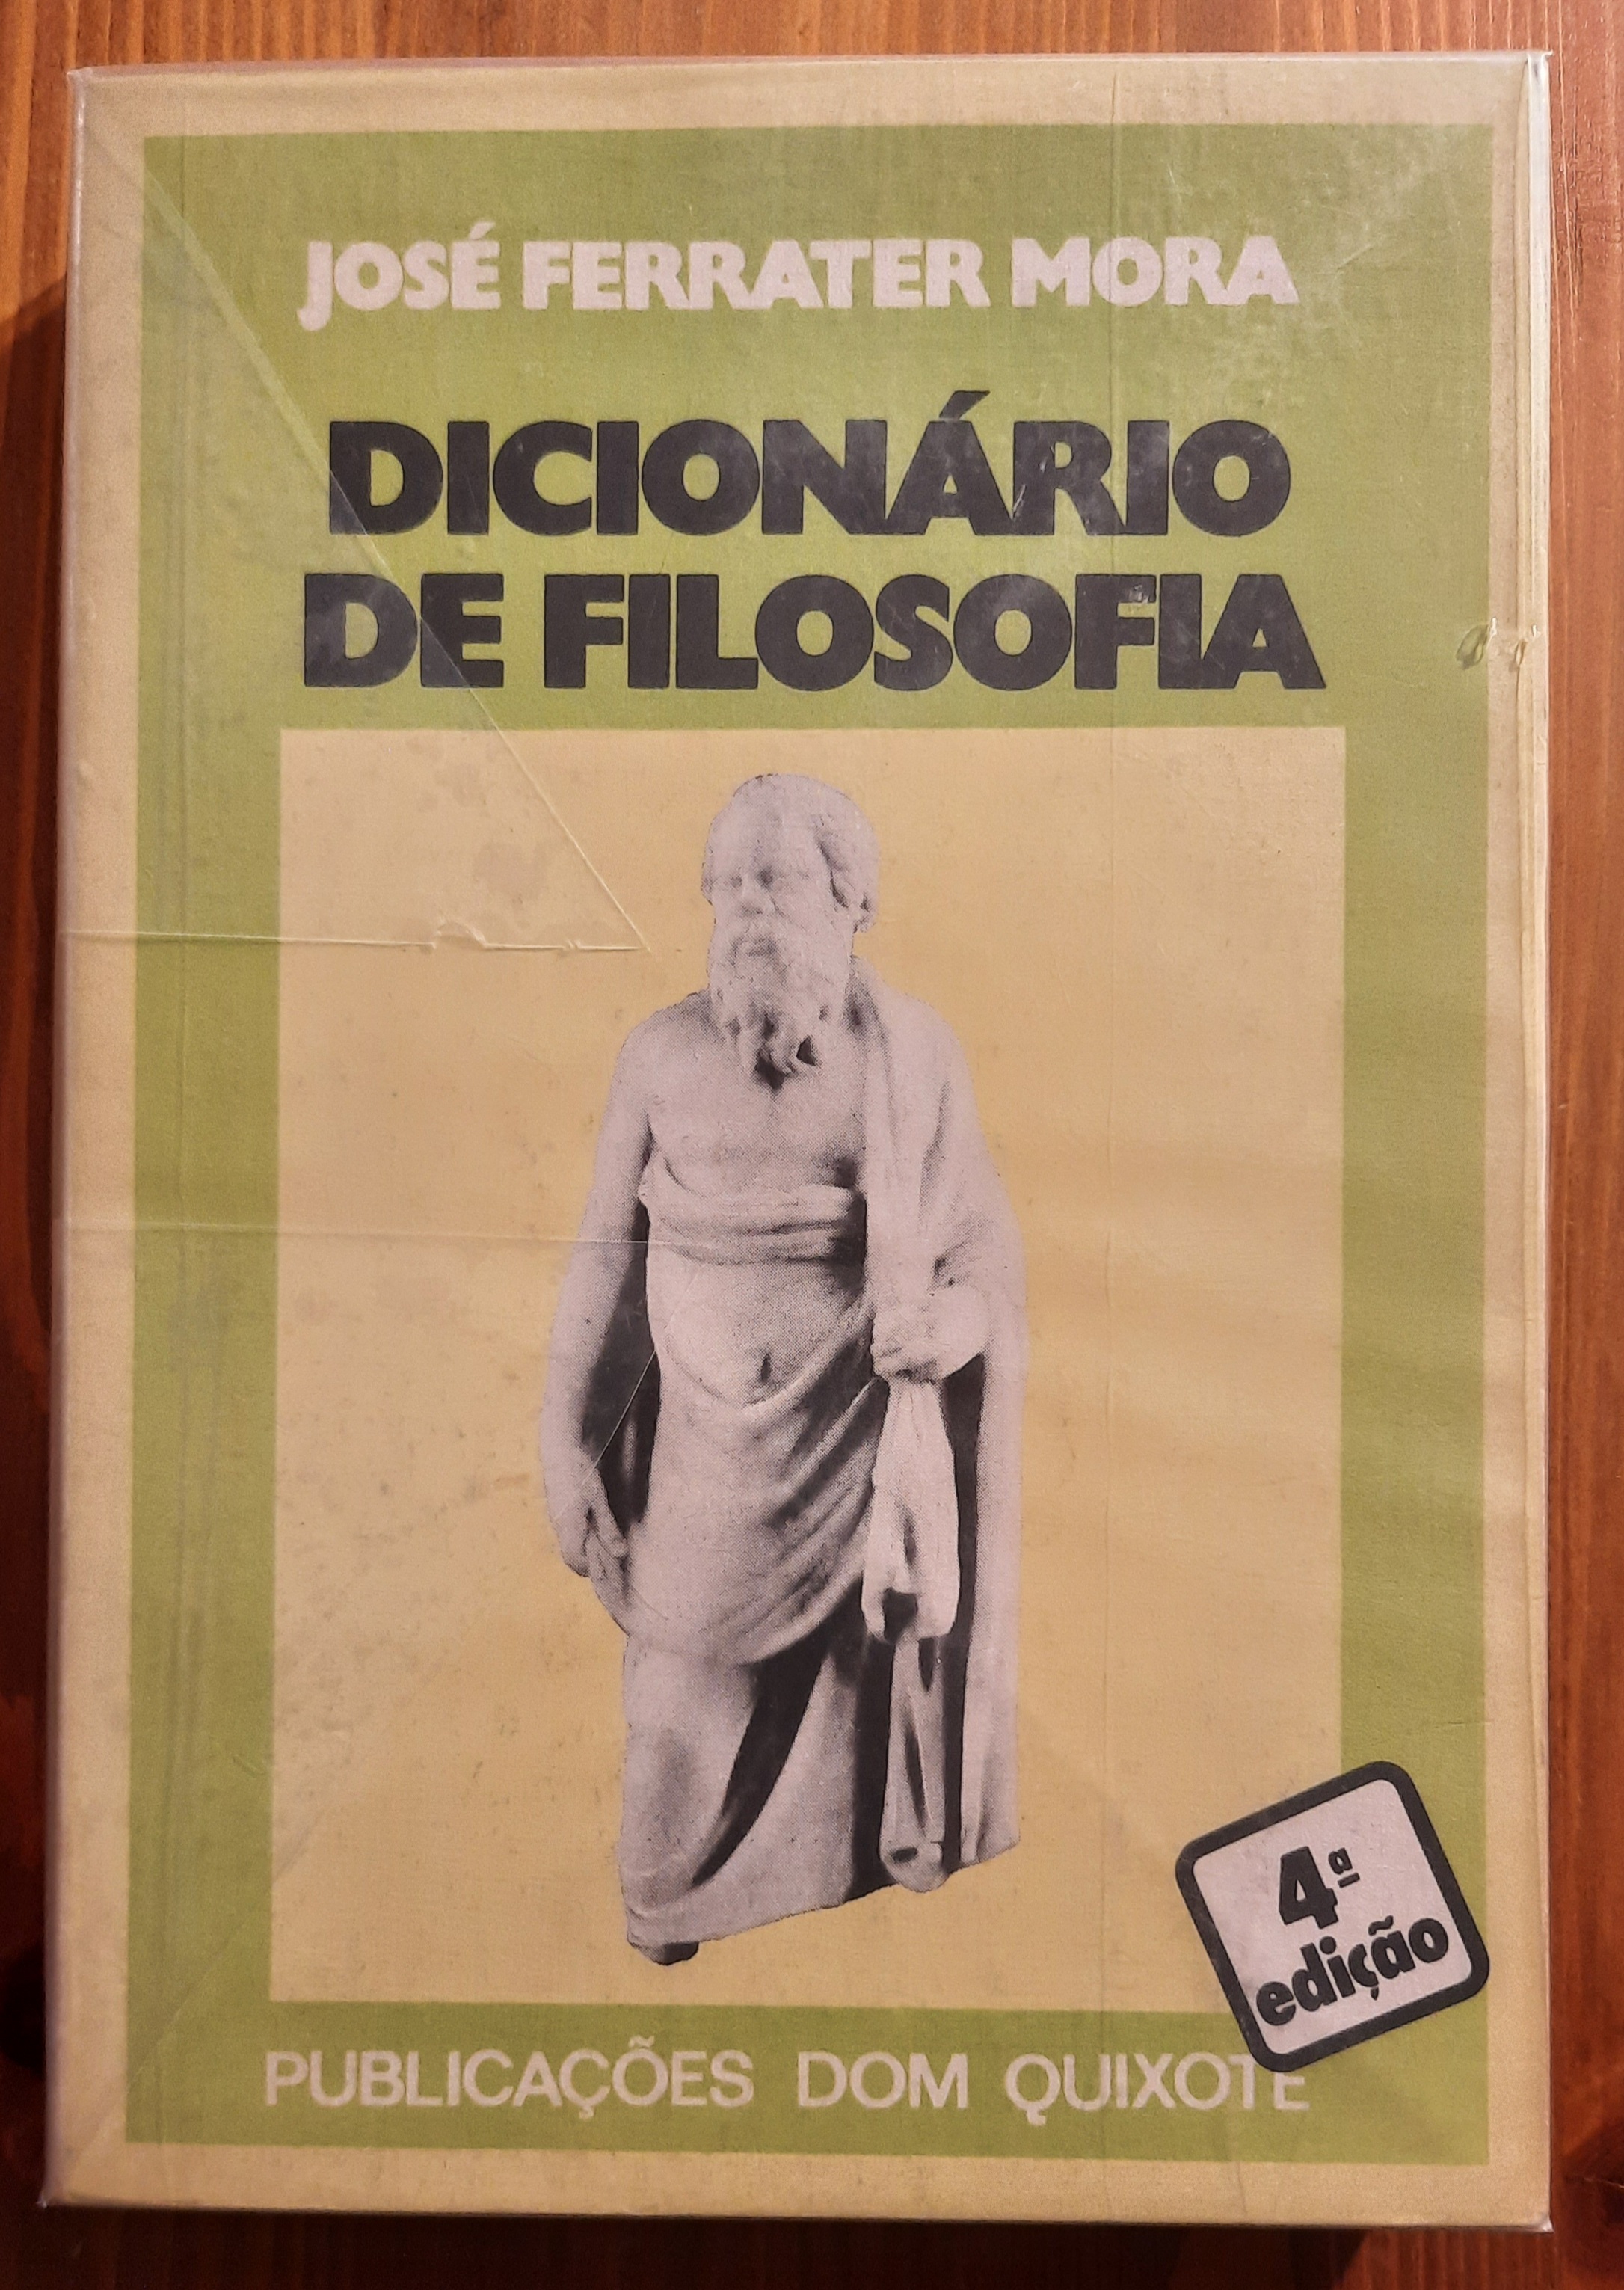 JOSÉ FERRATER MORA
DICIONÁRIO
DE FILOSOFIA
4ª
edição
PUBLICAÇÕES DOM QUIXOTE